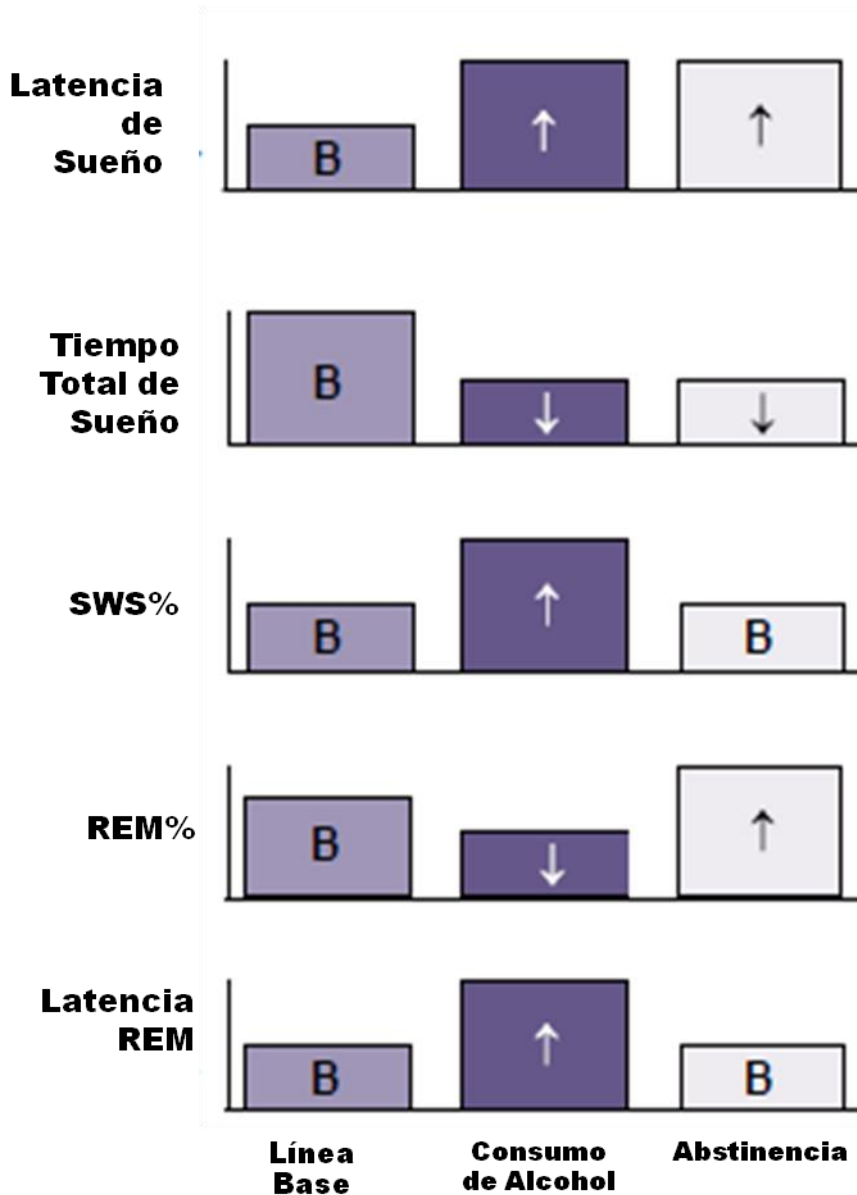 Latencia
de
Sueño
B
↑
↑
Tiempo
Total de
Sueño
B
↓
↓
SWS%
B
↑
B
REM%
B
↓
↑
Latencia
REM
B
↑
B
Línea
Base
Consumo
de Alcohol
Abstinencia